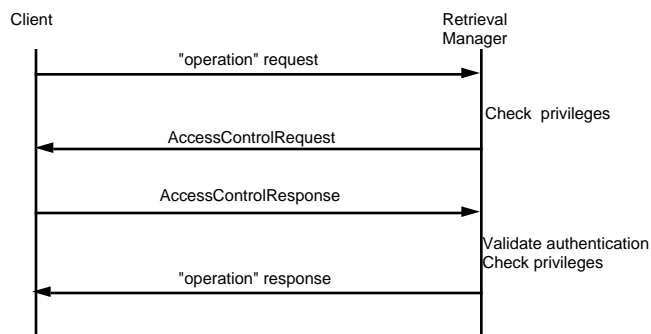 Client
Retrieval
Manager
"operation" request
Check privileges
AccessControlRequest
AccessControlResponse
Validate authentication
Check privileges
"operation" response